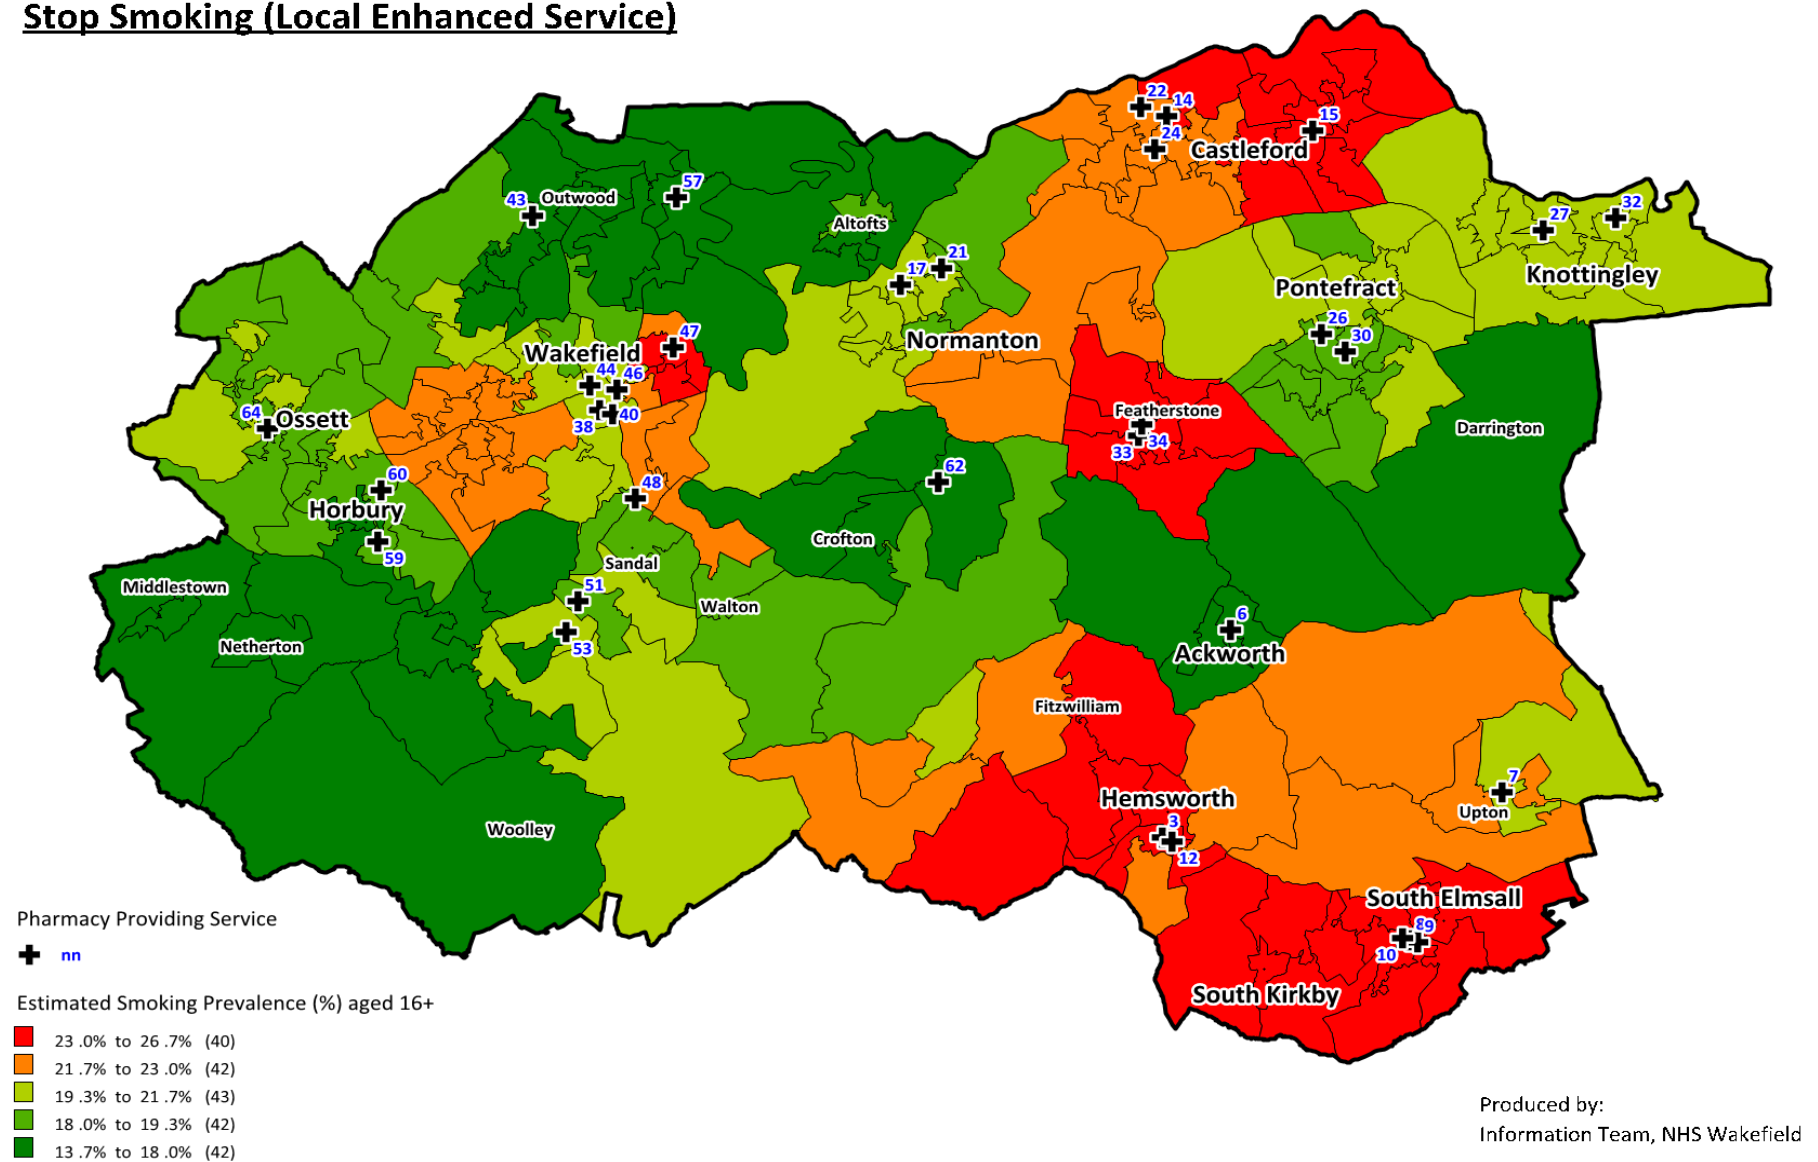 Stop Smoking (Local Enhanced Service)
22
14
15
24
Castleford
57
43
Outwood
32
27
Altofts
21
17
Knottingley
Pontefract
26
30
47
Normanton
Wakefield
44
46
64
Ossett
38
40
Featherstone
34
33
Darrington
60
48
62
Horbury
59
Crofton
Sandal
Middlestown
51
Walton
6
Netherton
53
Ackworth
Fitzwilliam
7
Hemsworth
Upton
3
Woolley
12
South Elmsall
89
10
South Kirkby
Pharmacy Providing Service
nn
Estimated Smoking Prevalence (%) aged 16+
23 .0% to 26 .7% (40)
21 .7% to 23 .0% (42)
19 .3% to 21 .7% (43)
18 .0% to 19 .3% (42)
13 .7% to 18 .0% (42)
Produced by:
Information Team, NHS Wakefield